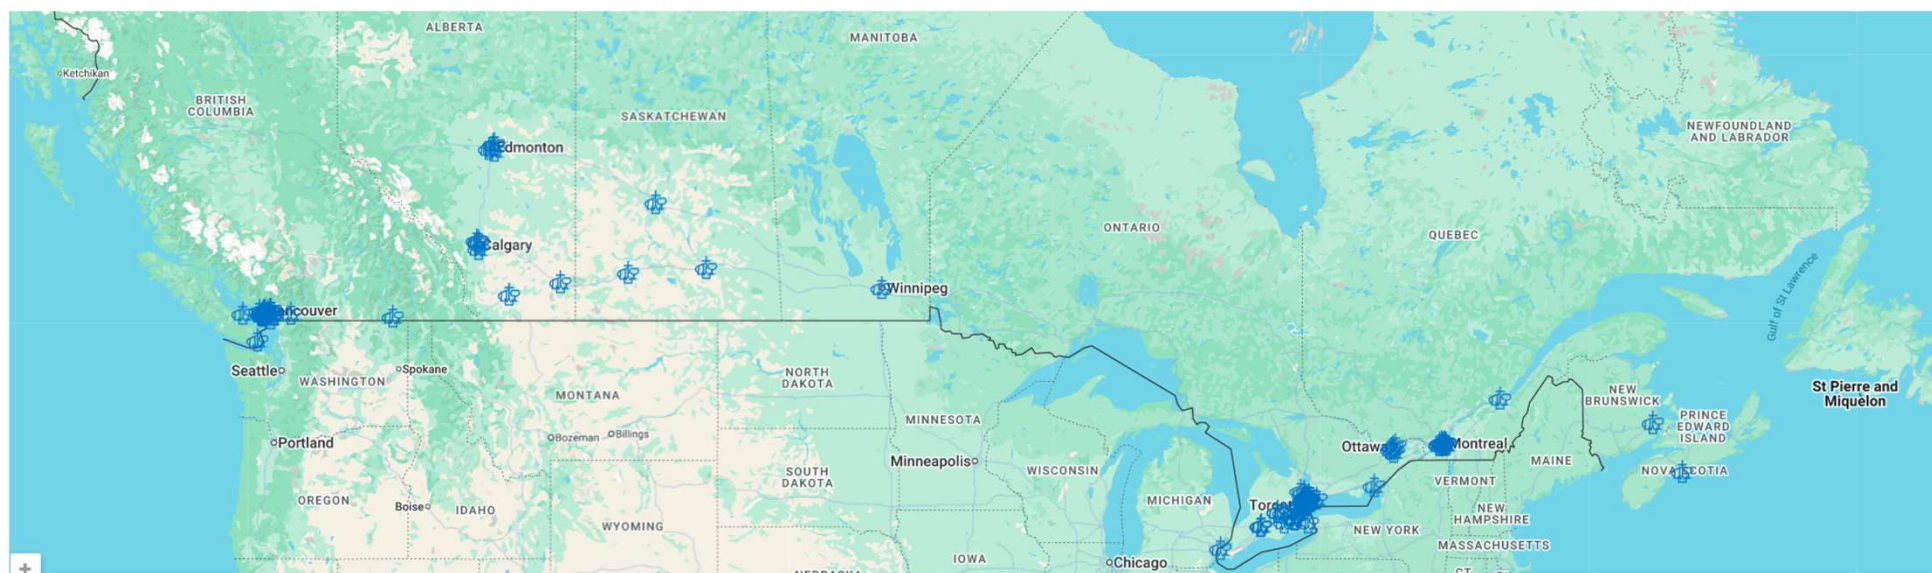 ALBERTA
MANITOBA
Ketchikan
BRITISH
COLUMBIA
SASKATCHEWAN
NEWFOUNDLAND
AND LABRADOR
Edmonton
ONTARIO
QUEBEC
Calgary
Gulf of St Lawrence
Winnipeg
ncouver
Seattle
WASHINGTON
Spokane
MONTANA
NORTH
DAKOTA
St Pierre and
Miquelon
NEW
BRUNSWICK
PRINCE
EDWARD
ISLAND
MINNESOTA
Portland
Bozeman
Billings
Ottawa
Montreal
Minneapolis
WISCONSIN
MAINE
SOUTH
DAKOTA
NOVA SCOTIA
VERMONT
OREGON
Boise
IDAHO
MICHIGAN
Toront
NEW
HAMPSHIRE
WYOMING
NEW YORK
MASSACHUSETTS
IOWA
Chicago
+